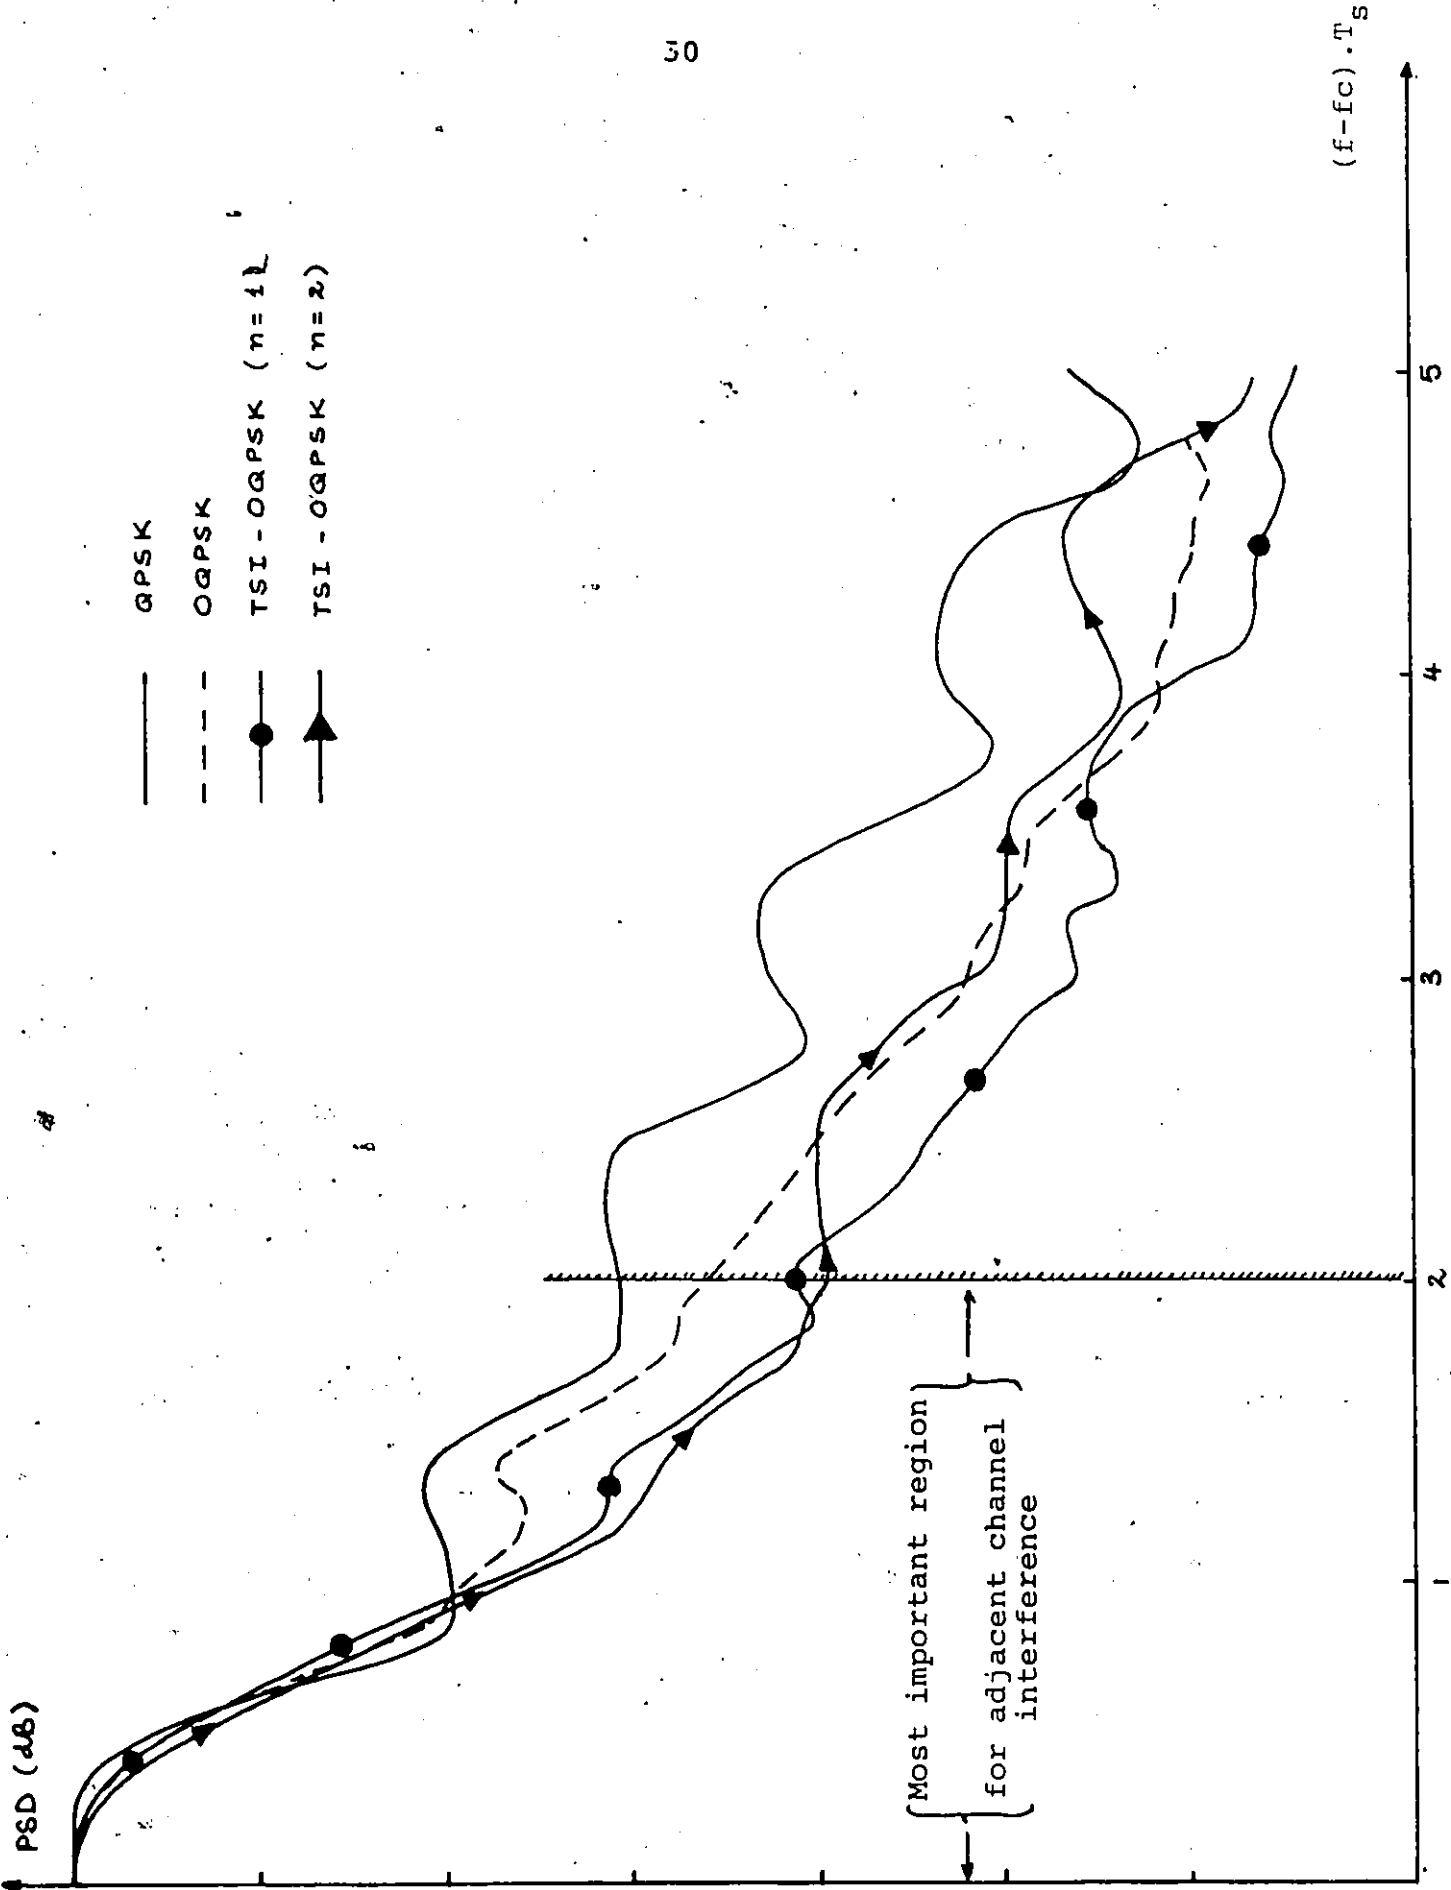 30
PSD (dB)
QPSK
OQPSK
TSI-OQPSK (n=1)
TSI-OQPSK (n=2)
Most important region
for adjacent channel
interference
1
2
3
4
5
(f-fc).Ts